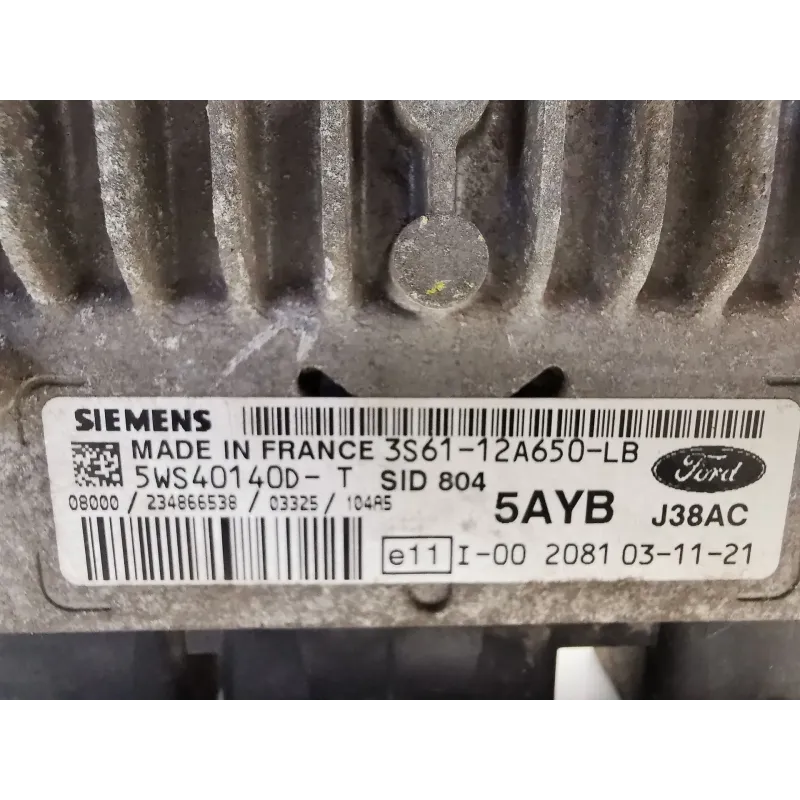 SIEMENS
MADE IN FRANCE 3S61-12A650-LB
5WS40140D-T SID 804
Ford
08000 / 234866538 / 03325 / 104A5
5AYB J38AC
e11 I-00 2081 03-11-21